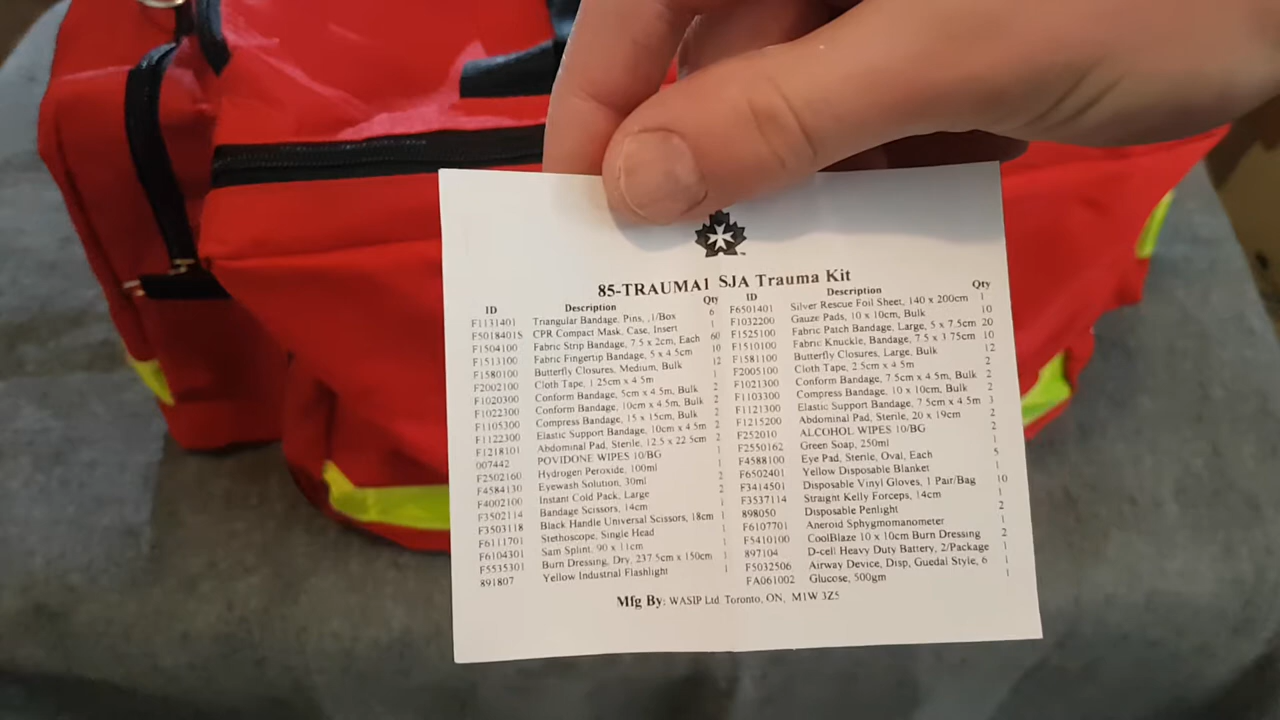 85-TRAUMA1 SJA Trauma Kit
ID Description Qty
F1131401 Triangular Bandage, Pins, .1/Box 6
F5018401S CPR Compact Mask, Case, Insert 1
F1504100 Fabric Strip Bandage, 7.5 x 2cm, Each 60
F1513100 Fabric Fingertip Bandage, 5 x 4.5cm 10
F1580100 Butterfly Closures, Medium, Bulk 12
F2002100 Cloth Tape, 1 25cm x 4.5m 1
F1020300 Conform Bandage, 5cm x 4.5m, Bulk 2
F1022300 Conform Bandage, 10cm x 4.5m, Bulk 2
F1105300 Compress Bandage, 15 x 15cm, Bulk 2
F1122300 Elastic Support Bandage, 10cm x 4.5m 2
F1218101 Abdominal Pad, Sterile, 12.5 x 22.5cm 2
007442 POVIDONE WIPES 10/BG 1
F2502160 Hydrogen Peroxide, 100ml 1
F4584130 Eyewash Solution, 30ml 2
F4002100 Instant Cold Pack, Large 2
F3502114 Bandage Scissors, 14cm 1
F3503118 Black Handle Universal Scissors, 18cm 1
F6111701 Stethoscope, Single Head 1
F6104301 Sam Splint, 90 x 11cm 1
F5535301 Burn Dressing, Dry, 237.5cm x 150cm 1
891807 Yellow Industrial Flashlight 1
ID Description Qty
F6501401 Silver Rescue Foil Sheet, 140 x 200cm 1
F1032200 Gauze Pads, 10 x 10cm, Bulk 10
F1525100 Fabric Patch Bandage, Large, 5 x 7.5cm 20
F1510100 Fabric Knuckle, Bandage, 7.5 x 3 75cm 10
F1581100 Butterfly Closures, Large, Bulk 12
F2005100 Cloth Tape, 2 5cm x 4.5m 2
F1021300 Conform Bandage, 7.5cm x 4.5m, Bulk 2
F1103300 Compress Bandage, 10 x 10cm, Bulk 2
F1121300 Elastic Support Bandage, 7.5cm x 4.5m 3
F1215200 Abdominal Pad, Sterile, 20 x 19cm 2
F252010 ALCOHOL WIPES 10/BG 2
F2550162 Green Soap, 250ml 1
F4588100 Eye Pad, Sterile, Oval, Each 5
F6502401 Yellow Disposable Blanket 1
F3414501 Disposable Vinyl Gloves, 1 Pair/Bag 10
F3537114 Straight Kelly Forceps, 14cm 1
898050 Disposable Penlight 2
F6107701 Aneroid Sphygmomanometer 1
F5410100 CoolBlaze 10 x 10cm Burn Dressing 2
897104 D-cell Heavy Duty Battery, 2/Package 1
F5032506 Airway Device, Disp, Guedal Style, 6 1
FA061002 Glucose, 500gm 1
Mfg By: WASIP Ltd. Toronto, ON, M1W 3Z5